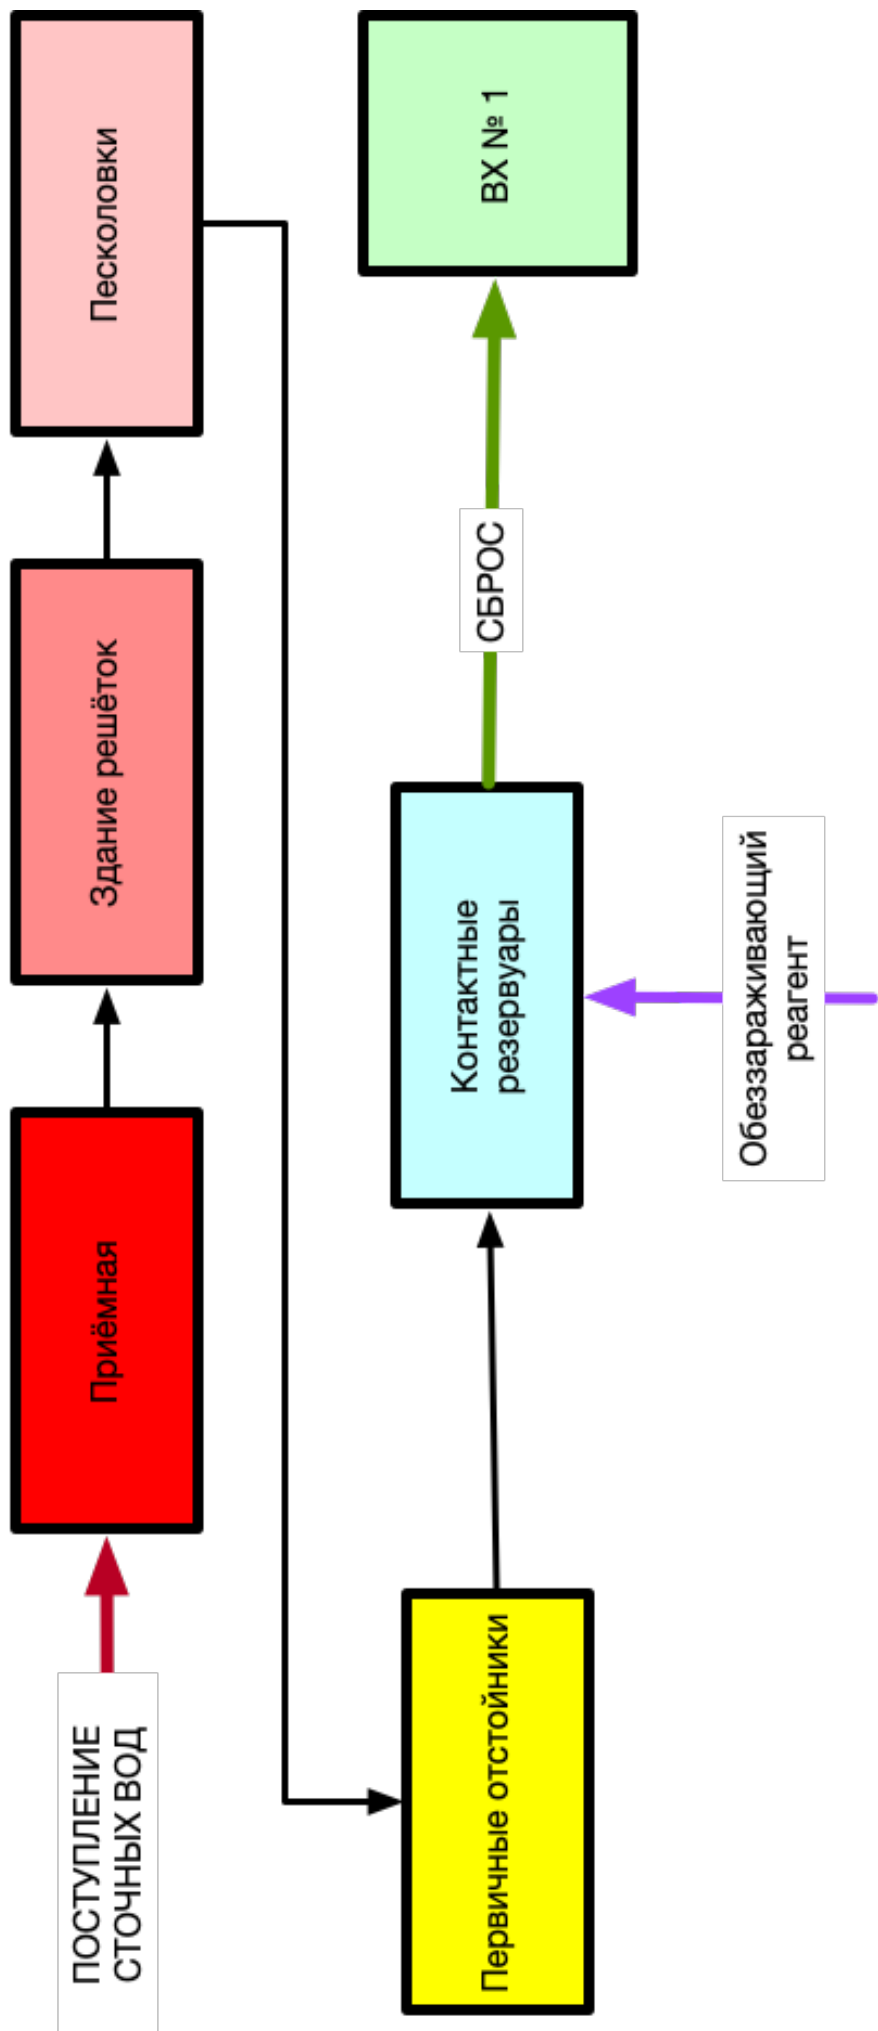 ПОСТУПЛЕНИЕ
СТОЧНЫХ ВОД
Приёмная
Здание решёток
Песколовки
Первичные отстойники
Контактные
резервуары
СБРОС
ВХ № 1
Обеззараживающий
реагент